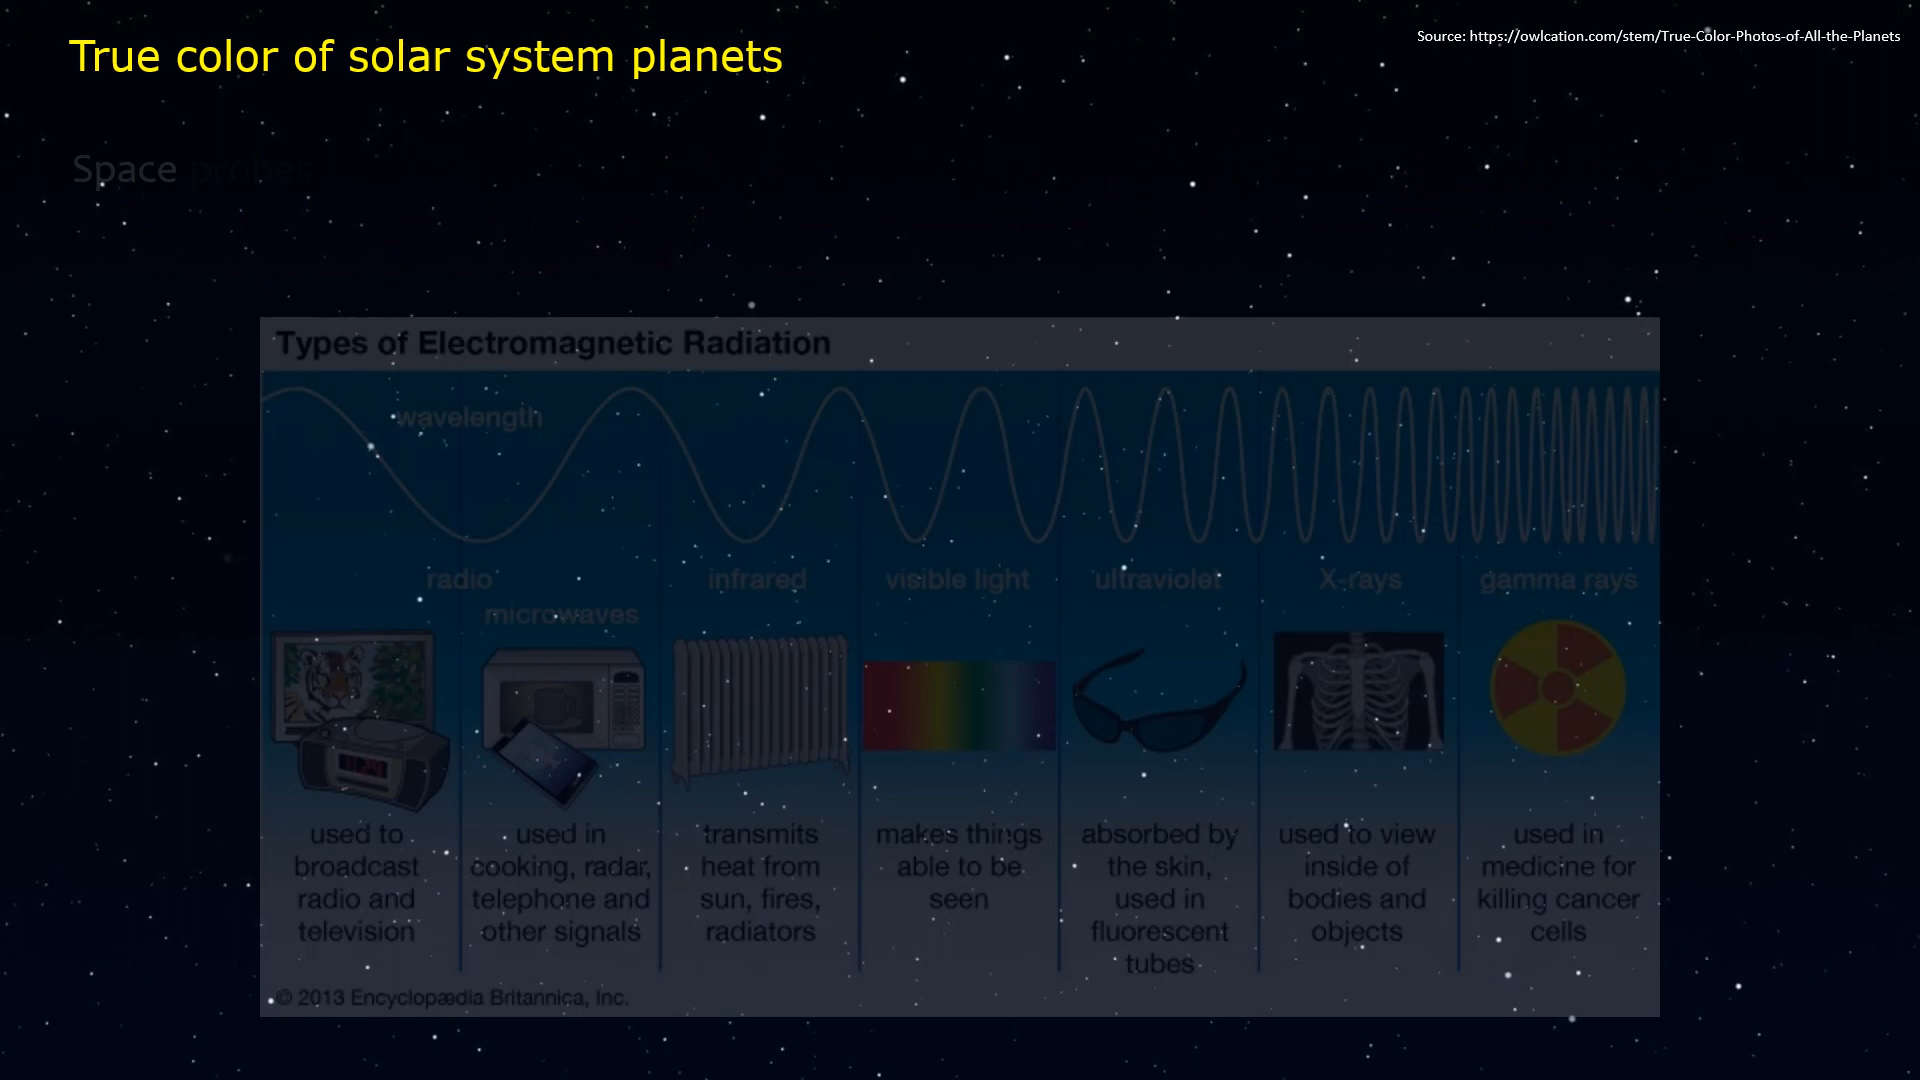 True color of solar system planets
Source: https://owlcation.com/stem/True-Color-Photos-of-All-the-Planets
Space probes
Types of Electromagnetic Radiation
wavelength
radio
microwaves
infrared
visible light
ultraviolet
X-rays
gamma rays
used to
broadcast
radio and
television
used in
cooking, radar,
telephone and
other signals
transmits
heat from
sun, fires,
radiators
makes things
able to be
seen
absorbed by
the skin,
used in
fluorescent
tubes
used to view
inside of
bodies and
objects
used in
medicine for
killing cancer
cells
© 2013 Encyclopædia Britannica, Inc.